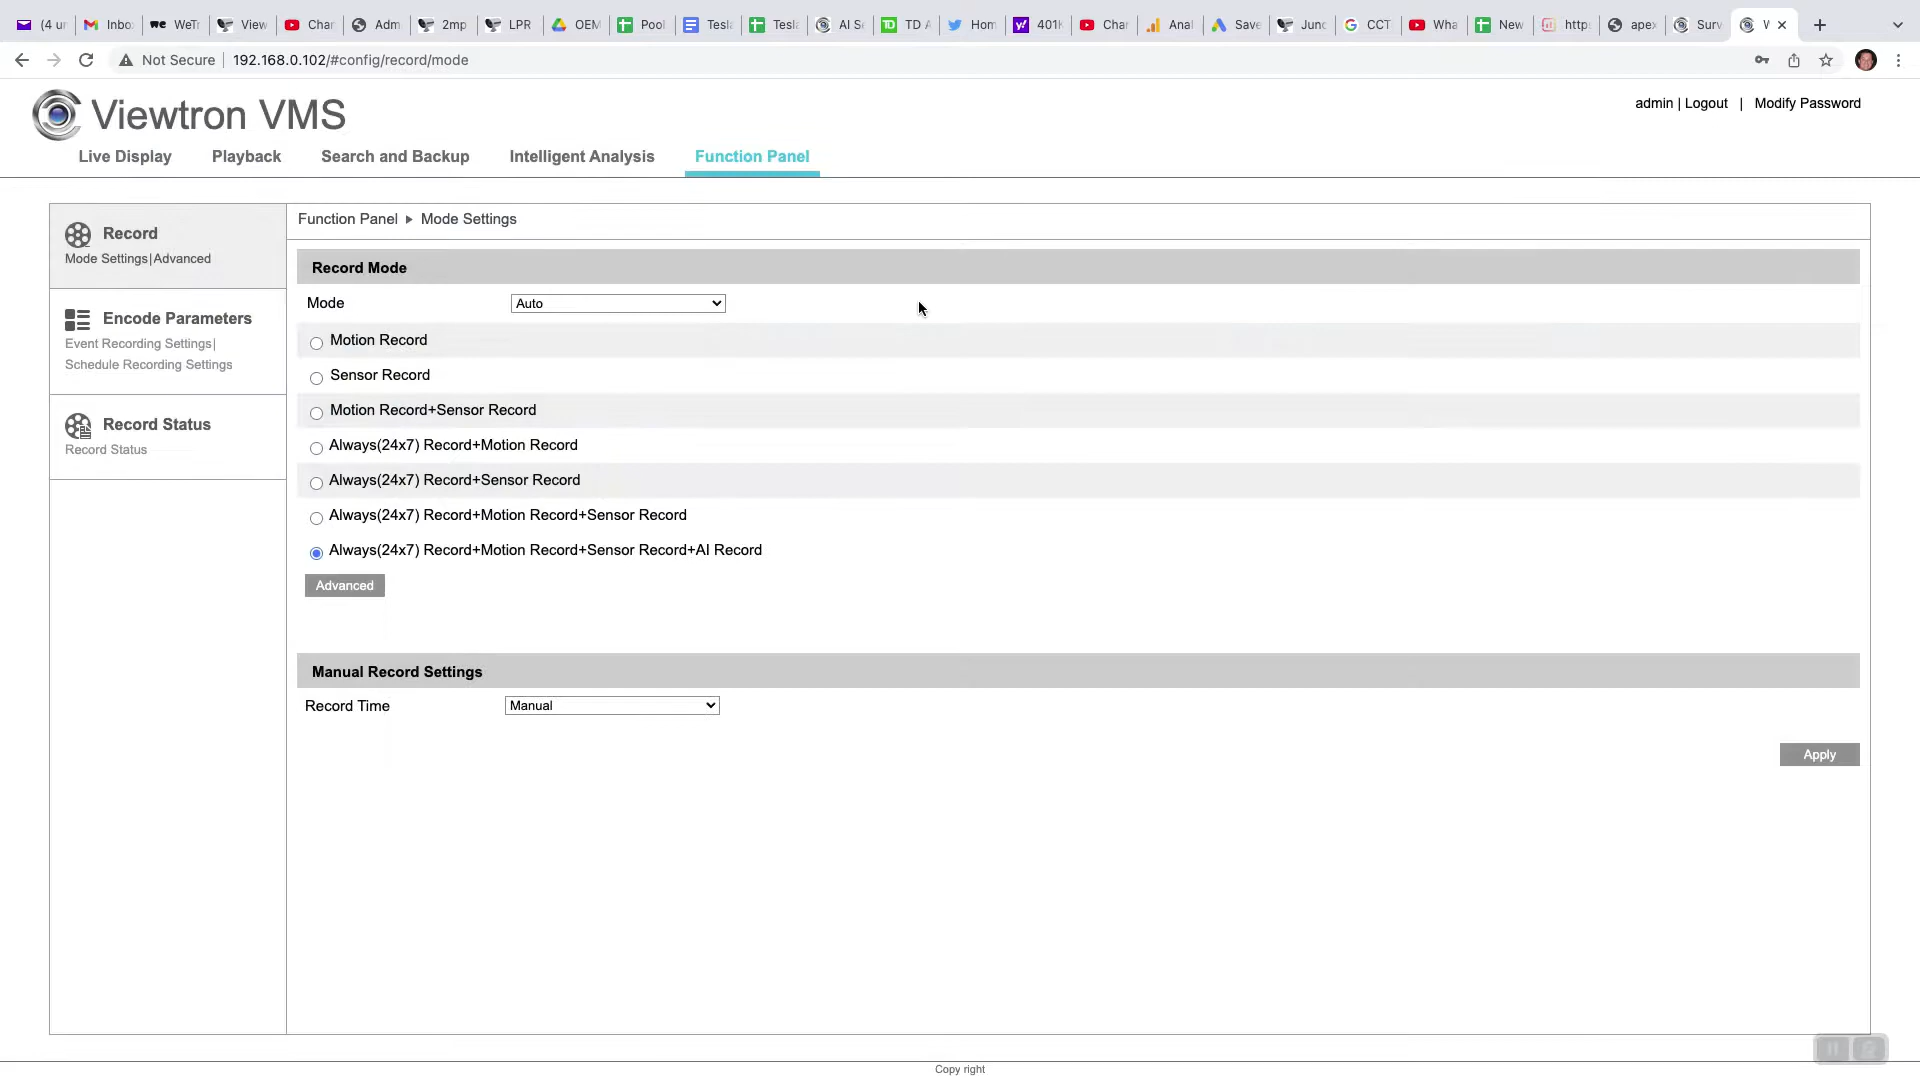 (4 ur
Inbo
WeTr
View
Char
Adm
2mp
LPR
OEM
Pool
Tesla
Tesla
AI Se
TD A
Hom
401k
Char
Anal
Save
Junc
CCT
Wha
New
http
apex
Surv
Not Secure
192.168.0.102/#config/record/mode
Viewtron VMS
admin | Logout | Modify Password
Live Display
Playback
Search and Backup
Intelligent Analysis
Function Panel
Record
Mode Settings|Advanced
Encode Parameters
Event Recording Settings|
Schedule Recording Settings
Record Status
Record Status
Function Panel ▸ Mode Settings
Record Mode
Mode
Auto
Motion Record
Sensor Record
Motion Record+Sensor Record
Always(24x7) Record+Motion Record
Always(24x7) Record+Sensor Record
Always(24x7) Record+Motion Record+Sensor Record
Always(24x7) Record+Motion Record+Sensor Record+AI Record
Advanced
Manual Record Settings
Record Time
Manual
Apply
Copy right